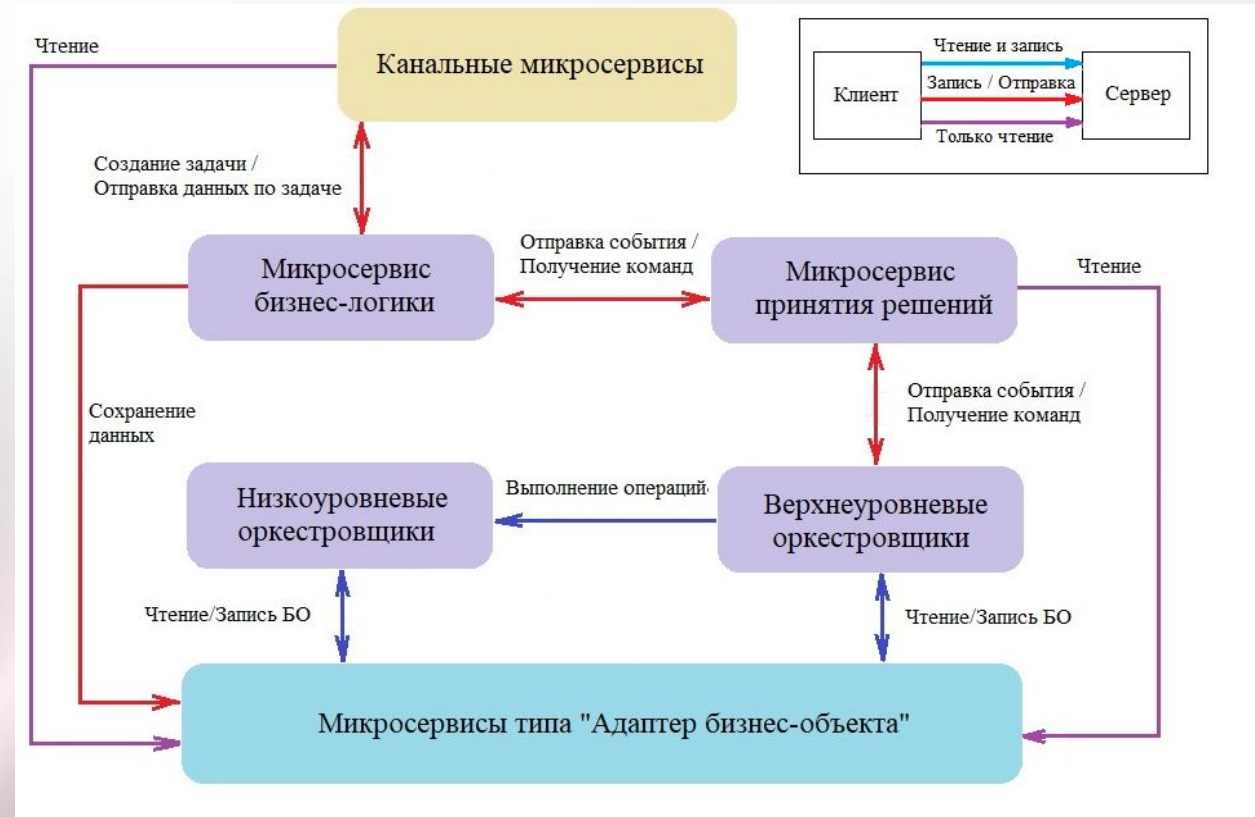 Чтение
Канальные микросервисы
Чтение и запись
Клиент
Запись / Отправка
Сервер
Только чтение
Создание задачи /
Отправка данных по задаче
Микросервис
бизнес-логики
Отправка события /
Получение команд
Микросервис
принятия решений
Чтение
Сохранение
данных
Отправка события /
Получение команд
Низкоуровневые
оркестровщики
Выполнение операций
Верхнеуровневые
оркестровщики
Чтение/Запись БО
Чтение/Запись БО
Микросервисы типа "Адаптер бизнес-объекта"